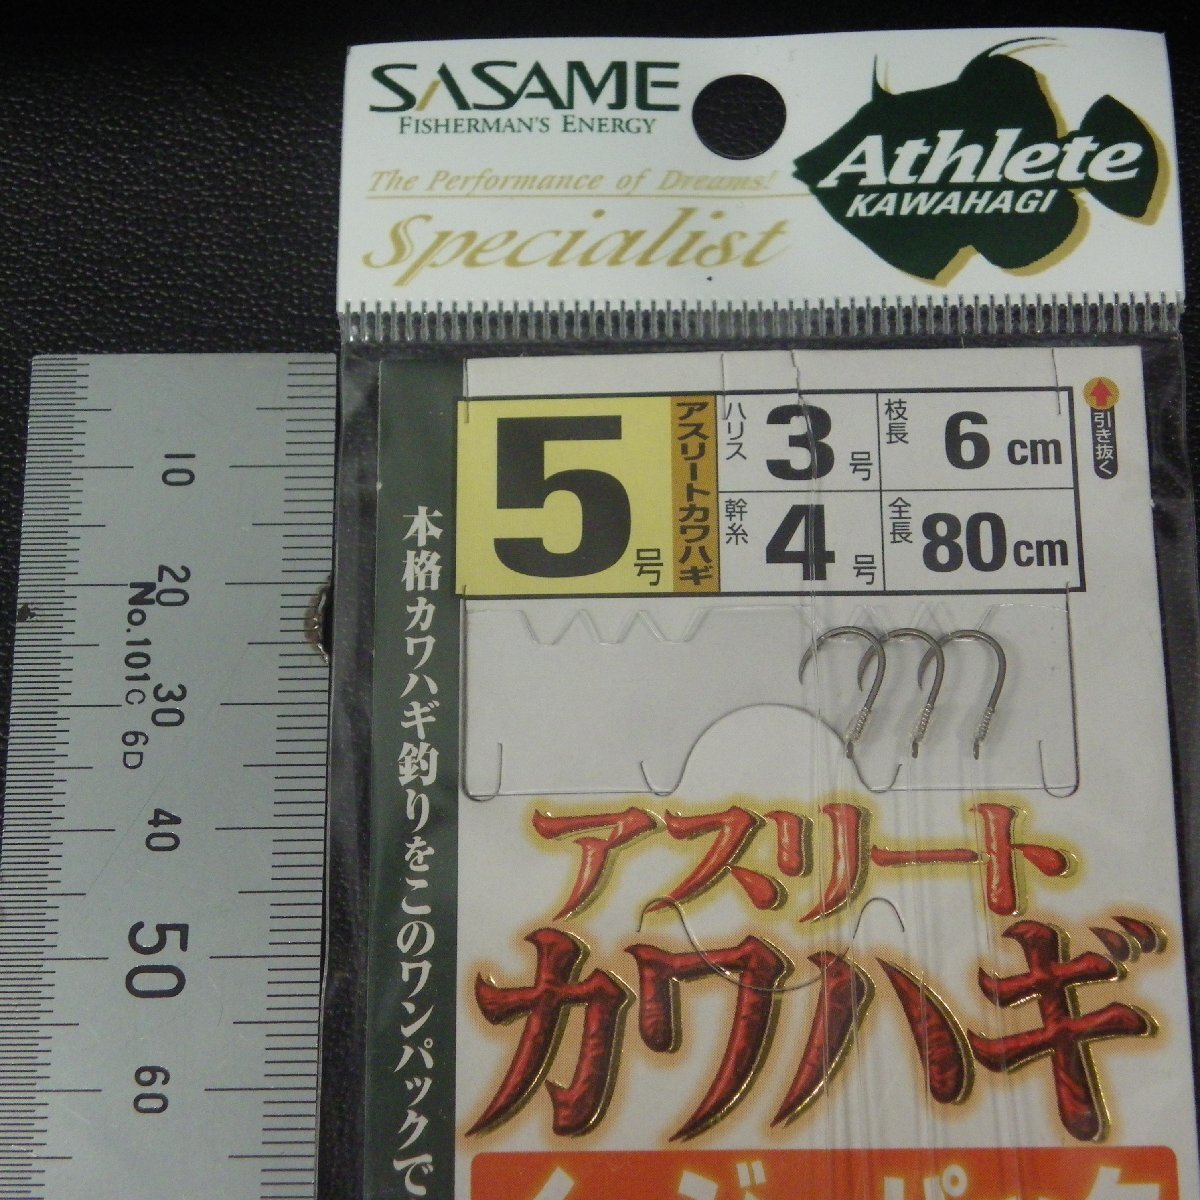 SASAME
FISHERMAN'S ENERGY
The Performance of Dreams!
Specialist
Athlete
KAWAHAGI
5号
アスリートカワハギ
ハリス 3号
枝長 6cm
幹糸 4号
全長 80cm
引き抜く
本格カワハギ釣りをこのワンパックで
アスリート
カワハギ
10
20
No.101C 6D
30
40
50
60